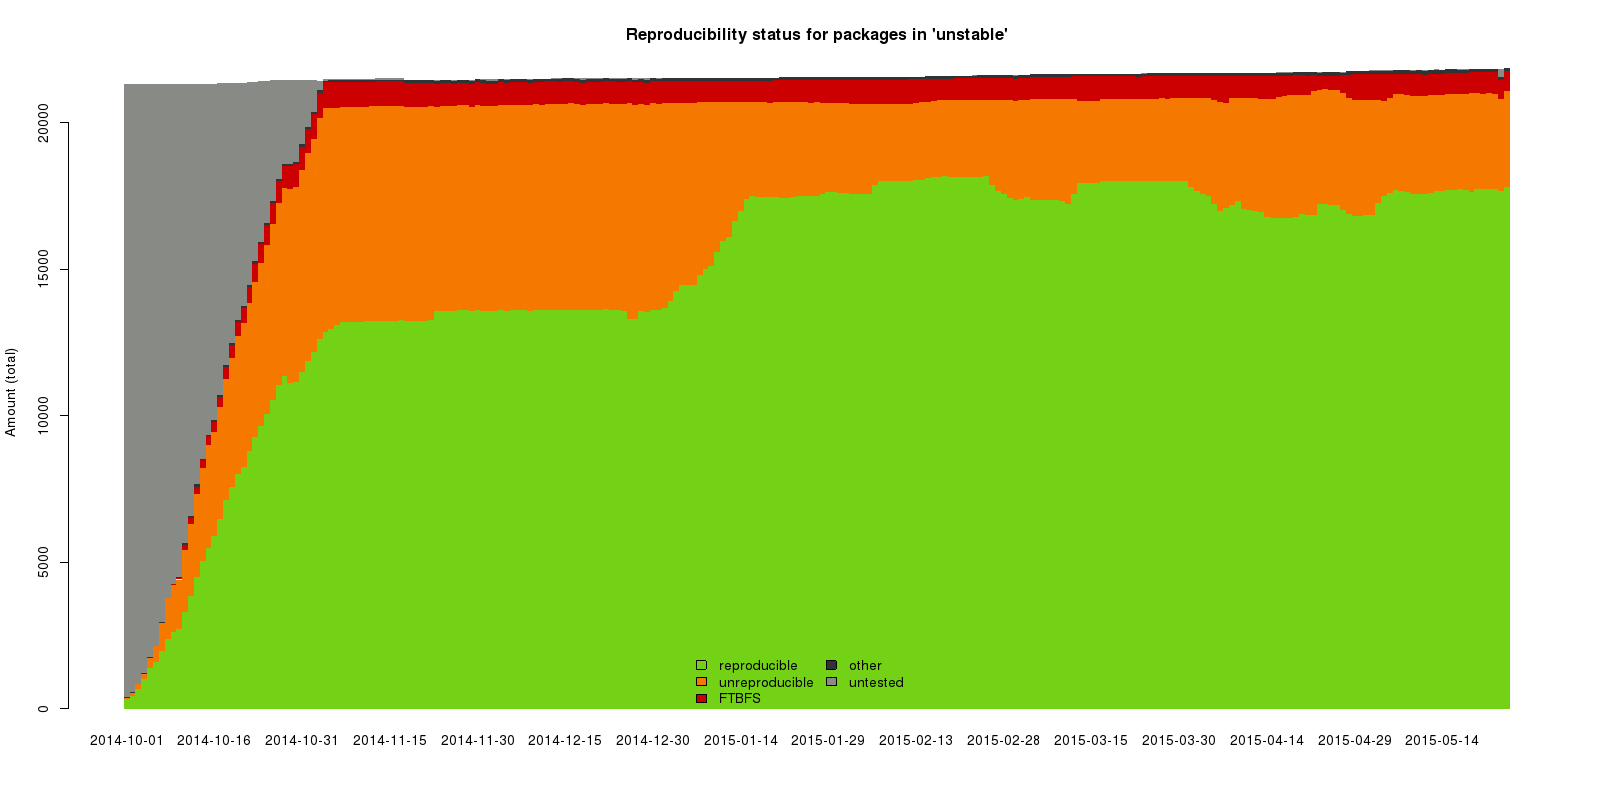 Reproducibility status for packages in 'unstable'
Amount (total)
20000
15000
10000
5000
0
reproducible other
unreproducible untested
FTBFS
2014-10-01 2014-10-16 2014-10-31 2014-11-15 2014-11-30 2014-12-15 2014-12-30 2015-01-14 2015-01-29 2015-02-13 2015-02-28 2015-03-15 2015-03-30 2015-04-14 2015-04-29 2015-05-14